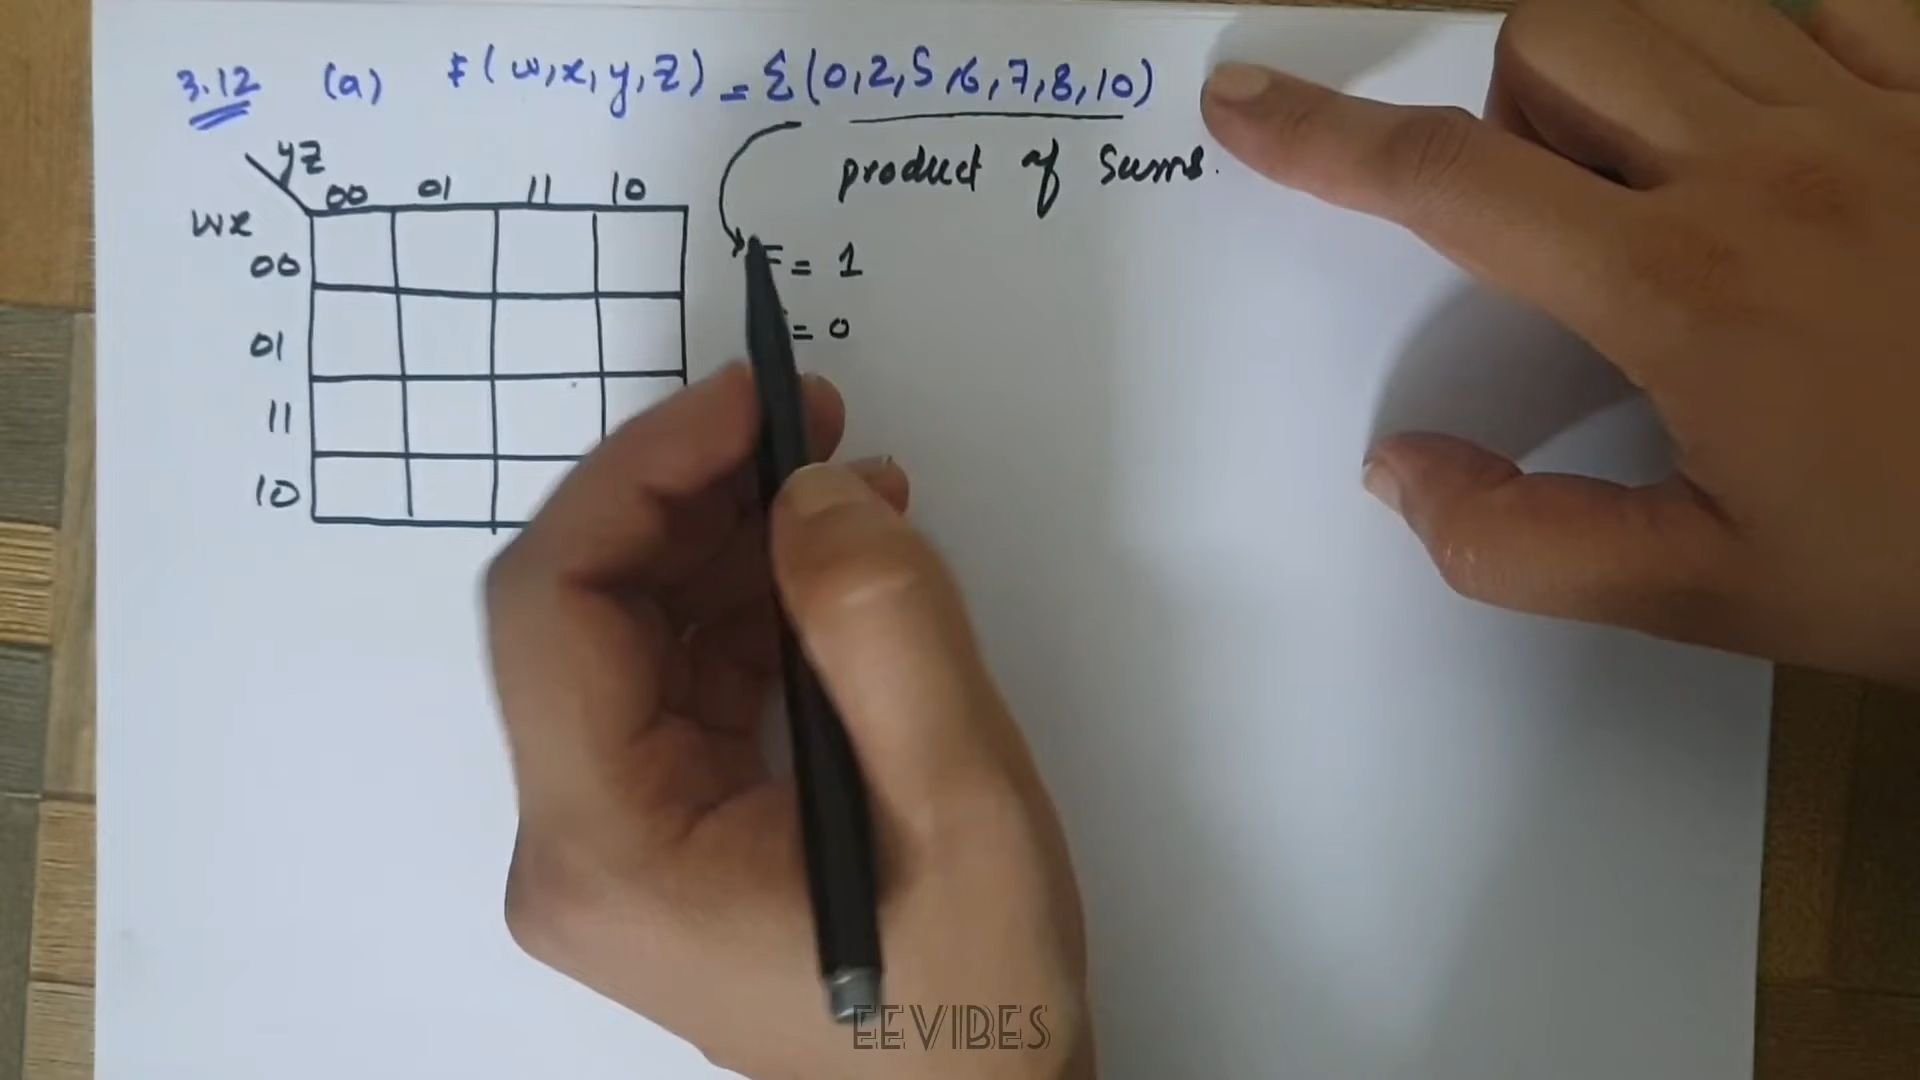 3.12 (a) F(w,x,y,z) = Σ(0,2,5,6,7,8,10)
product of sums.
yz
00 01 11 10
wx
00
01
11
10
F = 1
= 0
EEVIBES